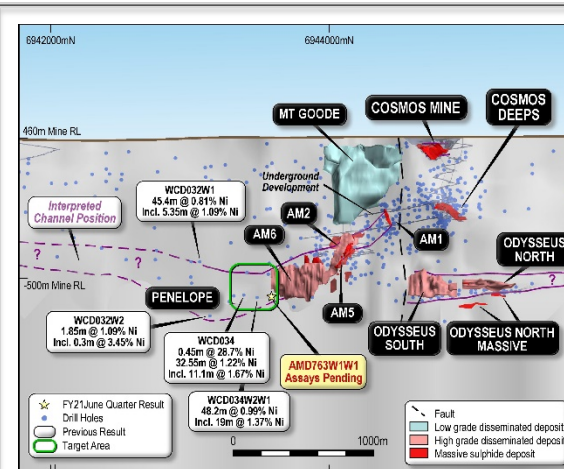 6942000mN
6944000mN
MT GOODE
COSMOS MINE
COSMOS
DEEPS
460m Mine RL
Underground
Development
Interpreted
Channel Position
WCD032W1
45.4m @ 0.81% Ni
Incl. 5.35m @ 1.09% Ni
AM2
AM6
AM1
ODYSSEUS
NORTH
?
?
?
-500m Mine RL
PENELOPE
AM5
WCD032W2
1.85m @ 1.09% Ni
Incl. 0.3m @ 3.45% Ni
ODYSSEUS
SOUTH
ODYSSEUS NORTH
MASSIVE
WCD034
0.45m @ 28.7% Ni
32.55m @ 1.22% Ni
Incl. 11.1m @ 1.67% Ni
AMD763W1W1
Assays Pending
WCD034W2W1
48.2m @ 0.99% Ni
Incl. 19m @ 1.37% Ni
FY21June Quarter Result
Drill Holes
Previous Result
Target Area
0
1000m
Fault
Low grade disseminated deposit
High grade disseminated deposit
Massive sulphide deposit